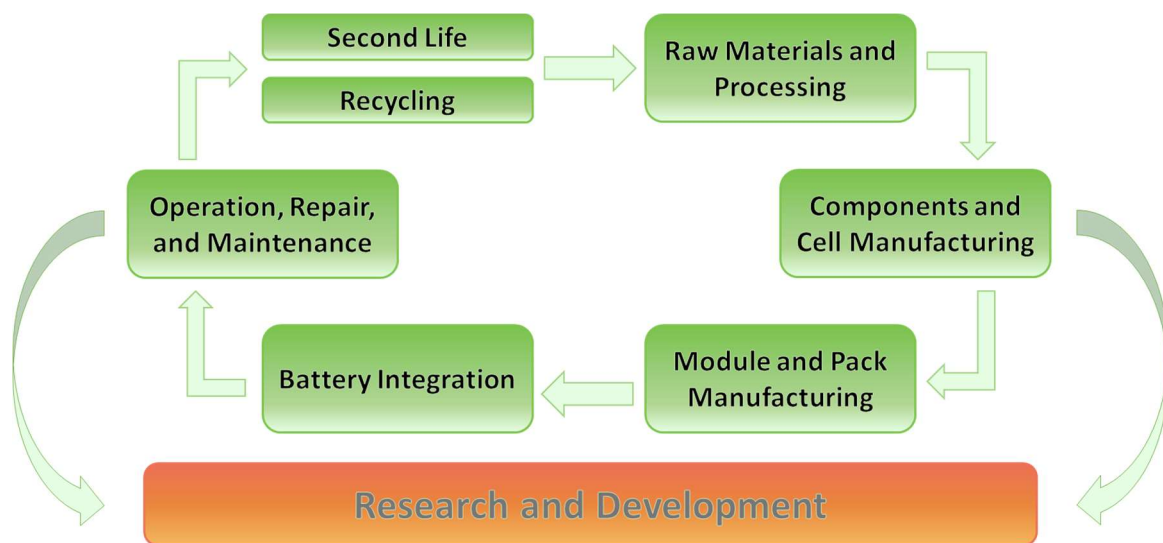 Second Life
Recycling
Raw Materials and
Processing
Operation, Repair,
and Maintenance
Components and
Cell Manufacturing
Battery Integration
Module and Pack
Manufacturing
Research and Development